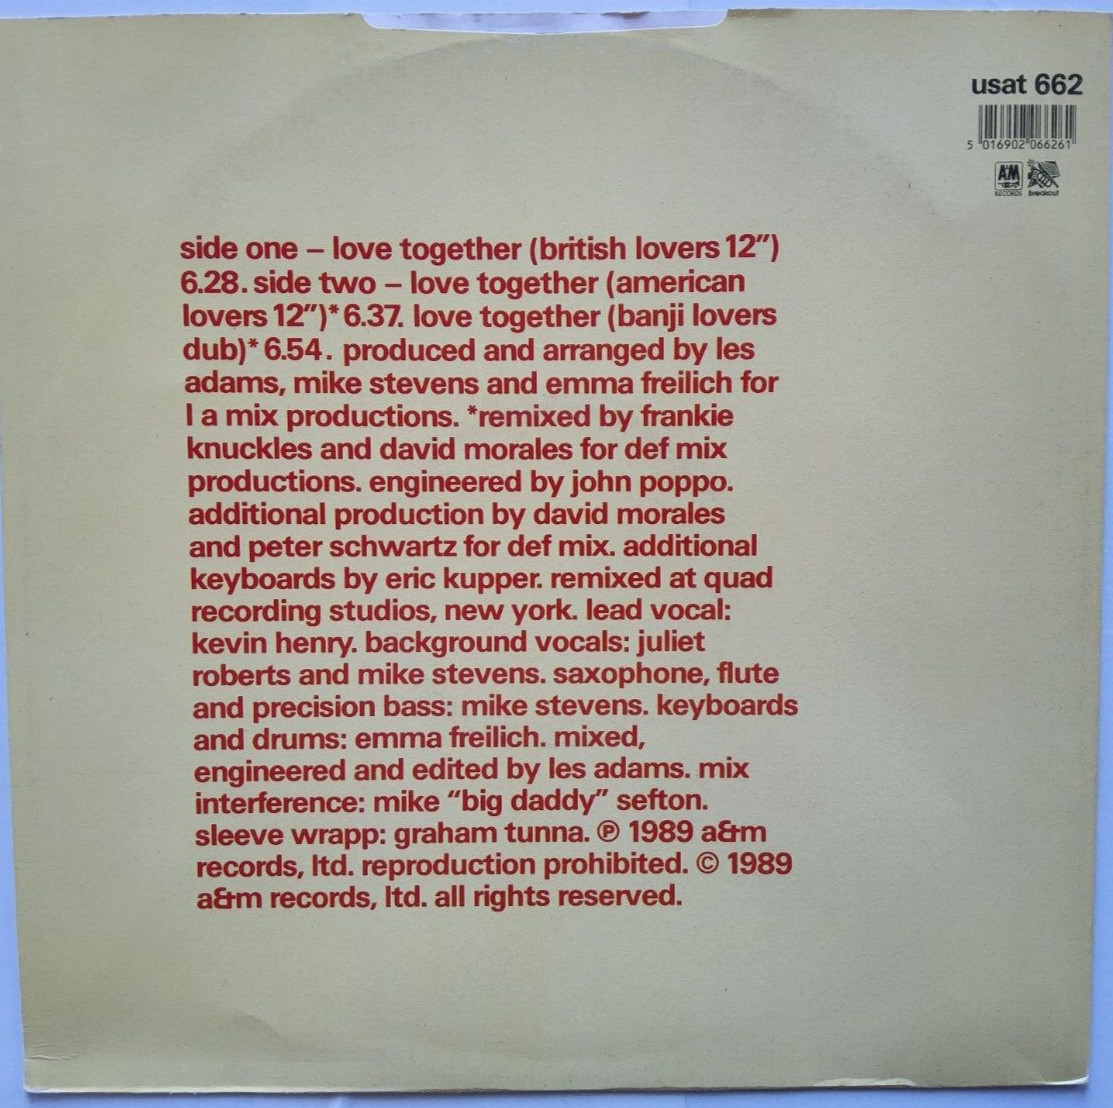 usat 662
5 016902 066261
A&M
RECORDS
breakout
side one – love together (british lovers 12”)
6.28. side two – love together (american
lovers 12”)* 6.37. love together (banji lovers
dub)* 6.54. produced and arranged by les
adams, mike stevens and emma freilich for
l a mix productions. *remixed by frankie
knuckles and david morales for def mix
productions. engineered by john poppo.
additional production by david morales
and peter schwartz for def mix. additional
keyboards by eric kupper. remixed at quad
recording studios, new york. lead vocal:
kevin henry. background vocals: juliet
roberts and mike stevens. saxophone, flute
and precision bass: mike stevens. keyboards
and drums: emma freilich. mixed,
engineered and edited by les adams. mix
interference: mike “big daddy” sefton.
sleeve wrapp: graham tunna. ℗ 1989 a&m
records, ltd. reproduction prohibited. © 1989
a&m records, ltd. all rights reserved.